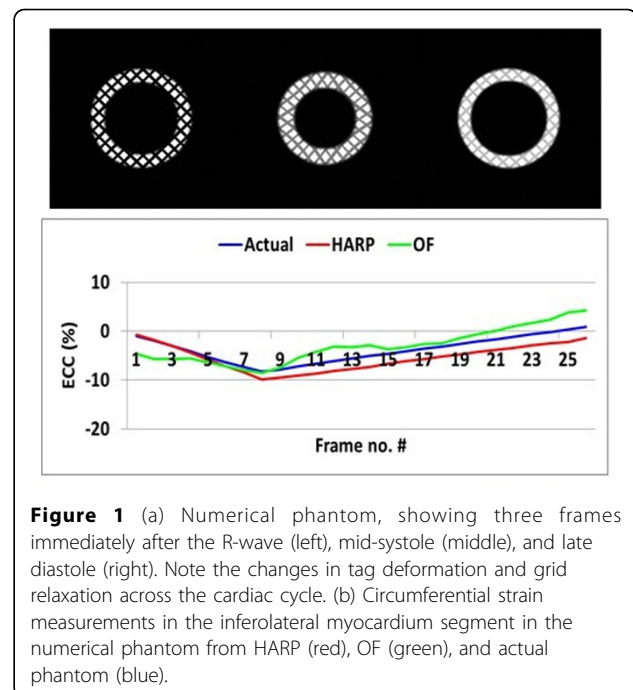 Actual HARP OF
10
0
-10
-20
ECC (%)
1 3 5 7 9 11 13 15 17 19 21 23 25
Frame no. #
Figure 1 (a) Numerical phantom, showing three frames
immediately after the R-wave (left), mid-systole (middle), and late
diastole (right). Note the changes in tag deformation and grid
relaxation across the cardiac cycle. (b) Circumferential strain
measurements in the inferolateral myocardium segment in the
numerical phantom from HARP (red), OF (green), and actual
phantom (blue).